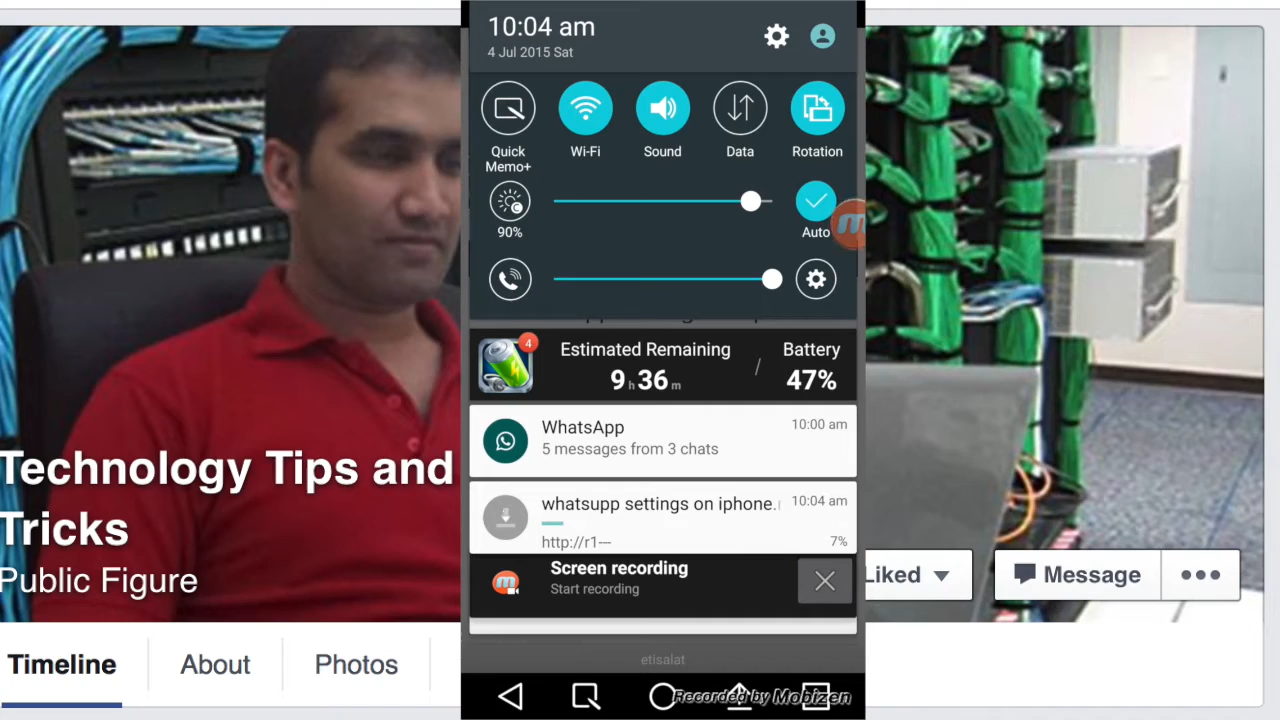 10:04 am
4 Jul 2015 Sat
Quick
Memo+
Wi-Fi
Sound
Data
Rotation
90%
Auto
Estimated Remaining
9 h 36 m
/
Battery
47%
4
WhatsApp
10:00 am
5 messages from 3 chats
whatsupp settings on iphone.
10:04 am
http://r1---
7%
Screen recording
Start recording
etisalat
Recorded by Mobizen
Technology Tips and
Tricks
Public Figure
Timeline
About
Photos
Liked
Message